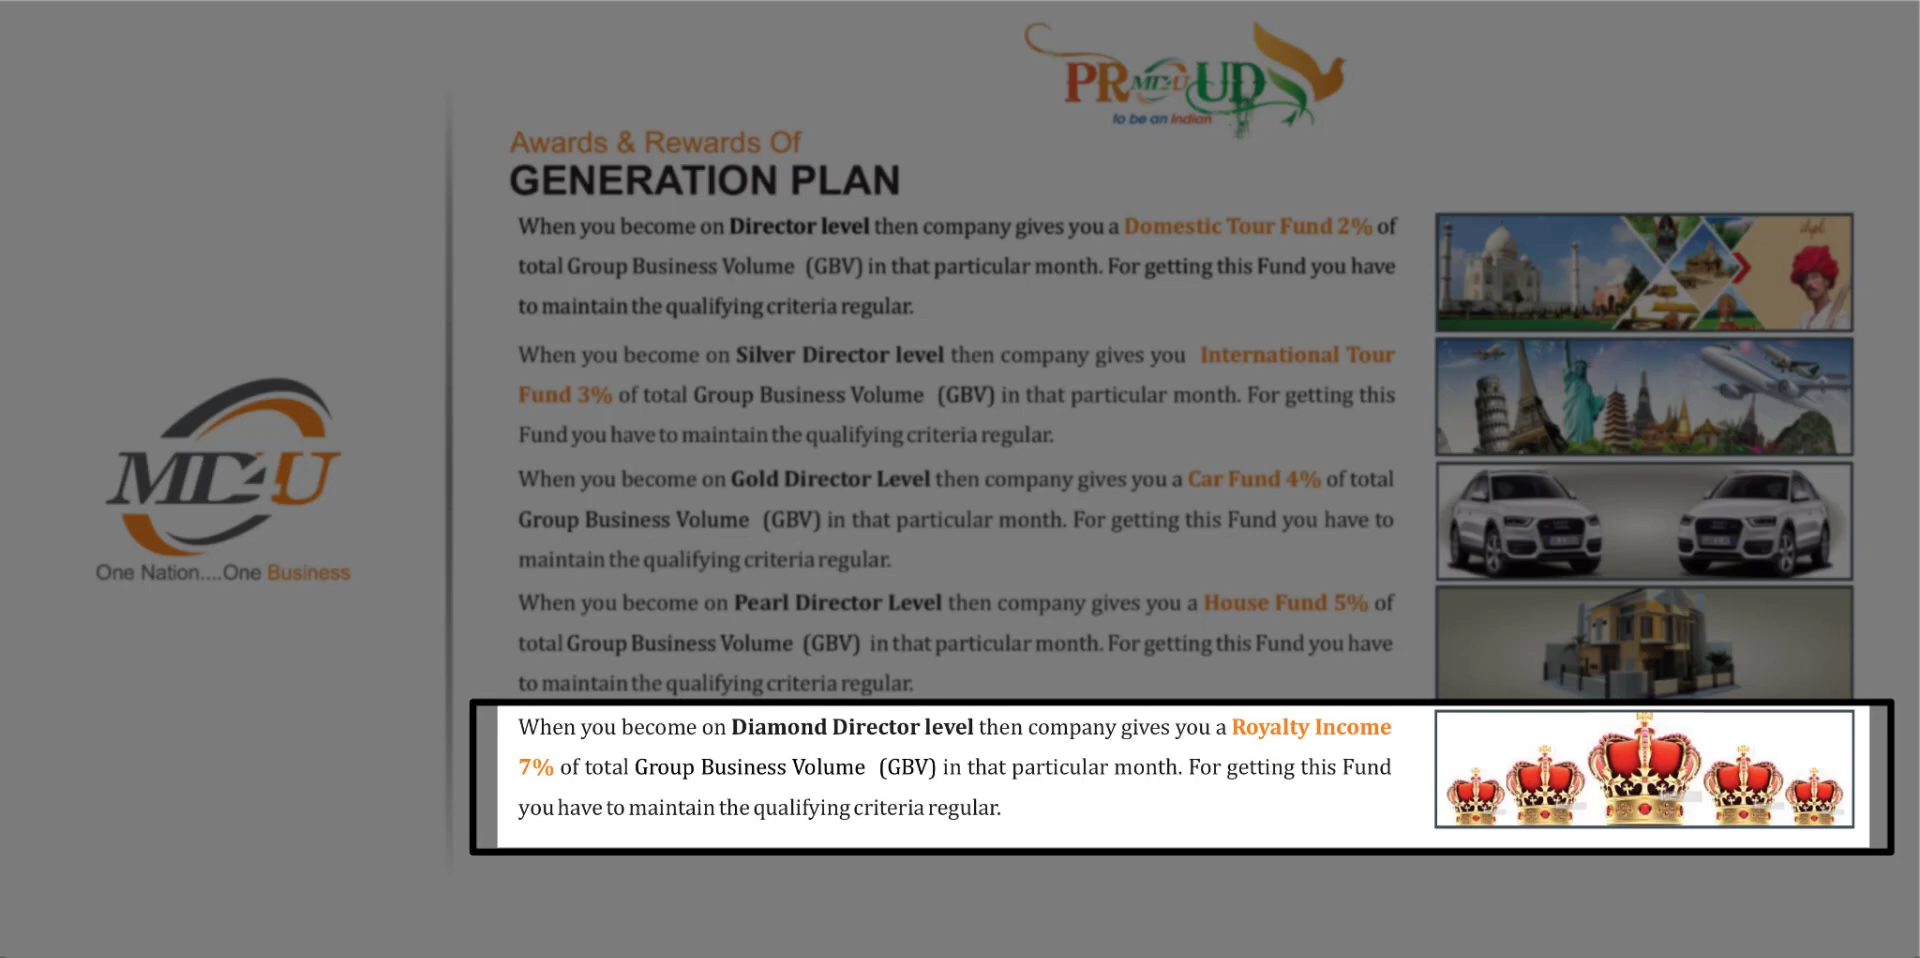 PROUD
MD4U
to be an Indian
Awards & Rewards Of
GENERATION PLAN
When you become on Director level then company gives you a Domestic Tour Fund 2% of
total Group Business Volume (GBV) in that particular month. For getting this Fund you have
to maintain the qualifying criteria regular.
When you become on Silver Director level then company gives you International Tour
Fund 3% of total Group Business Volume (GBV) in that particular month. For getting this
Fund you have to maintain the qualifying criteria regular.
When you become on Gold Director Level then company gives you a Car Fund 4% of total
Group Business Volume (GBV) in that particular month. For getting this Fund you have to
maintain the qualifying criteria regular.
When you become on Pearl Director Level then company gives you a House Fund 5% of
total Group Business Volume (GBV) in that particular month. For getting this Fund you have
to maintain the qualifying criteria regular.
When you become on Diamond Director level then company gives you a Royalty Income
7% of total Group Business Volume (GBV) in that particular month. For getting this Fund
you have to maintain the qualifying criteria regular.
MD4U
One Nation....One Business